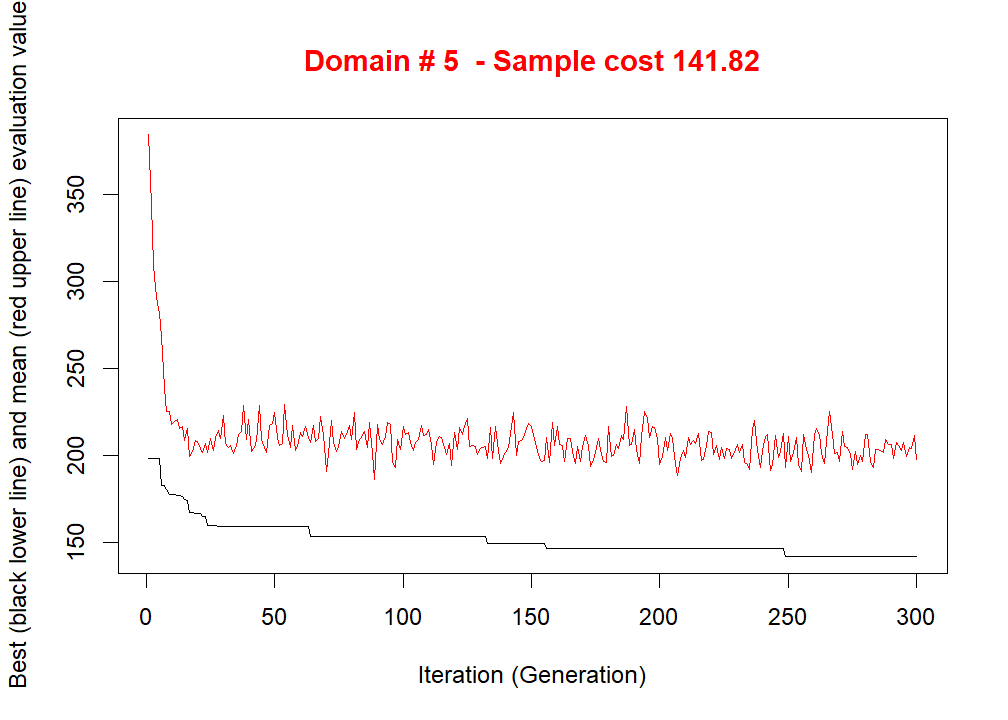 Domain # 5  - Sample cost 141.82
Best (black lower line) and mean (red upper line) evaluation value
350
300
250
200
150
0 50 100 150 200 250 300
Iteration (Generation)